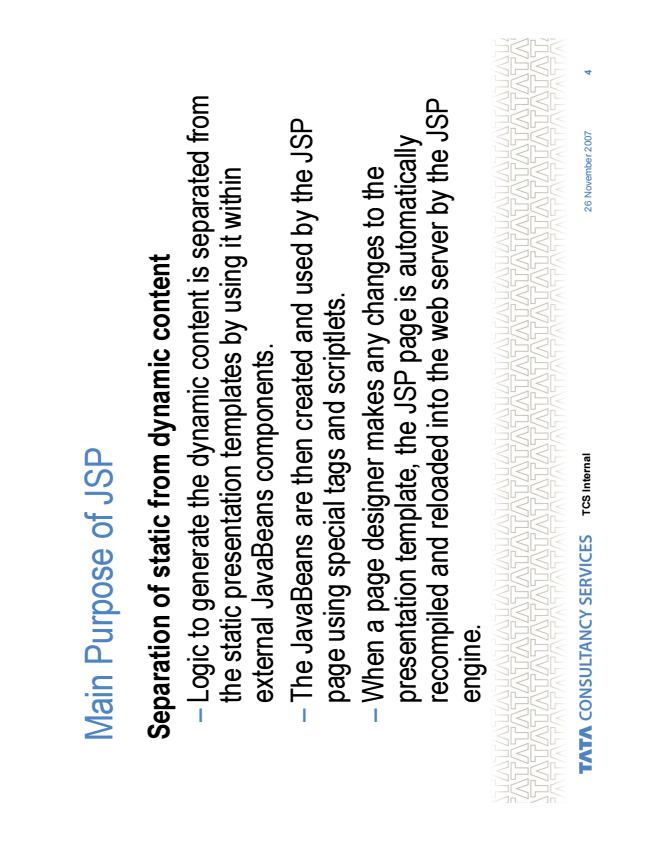 Main Purpose of JSP
Separation of static from dynamic content
– Logic to generate the dynamic content is separated from
the static presentation templates by using it within
external JavaBeans components.
– The JavaBeans are then created and used by the JSP
page using special tags and scriptlets.
– When a page designer makes any changes to the
presentation template, the JSP page is automatically
recompiled and reloaded into the web server by the JSP
engine.
TATA CONSULTANCY SERVICES TCS Internal 26 November 2007 4